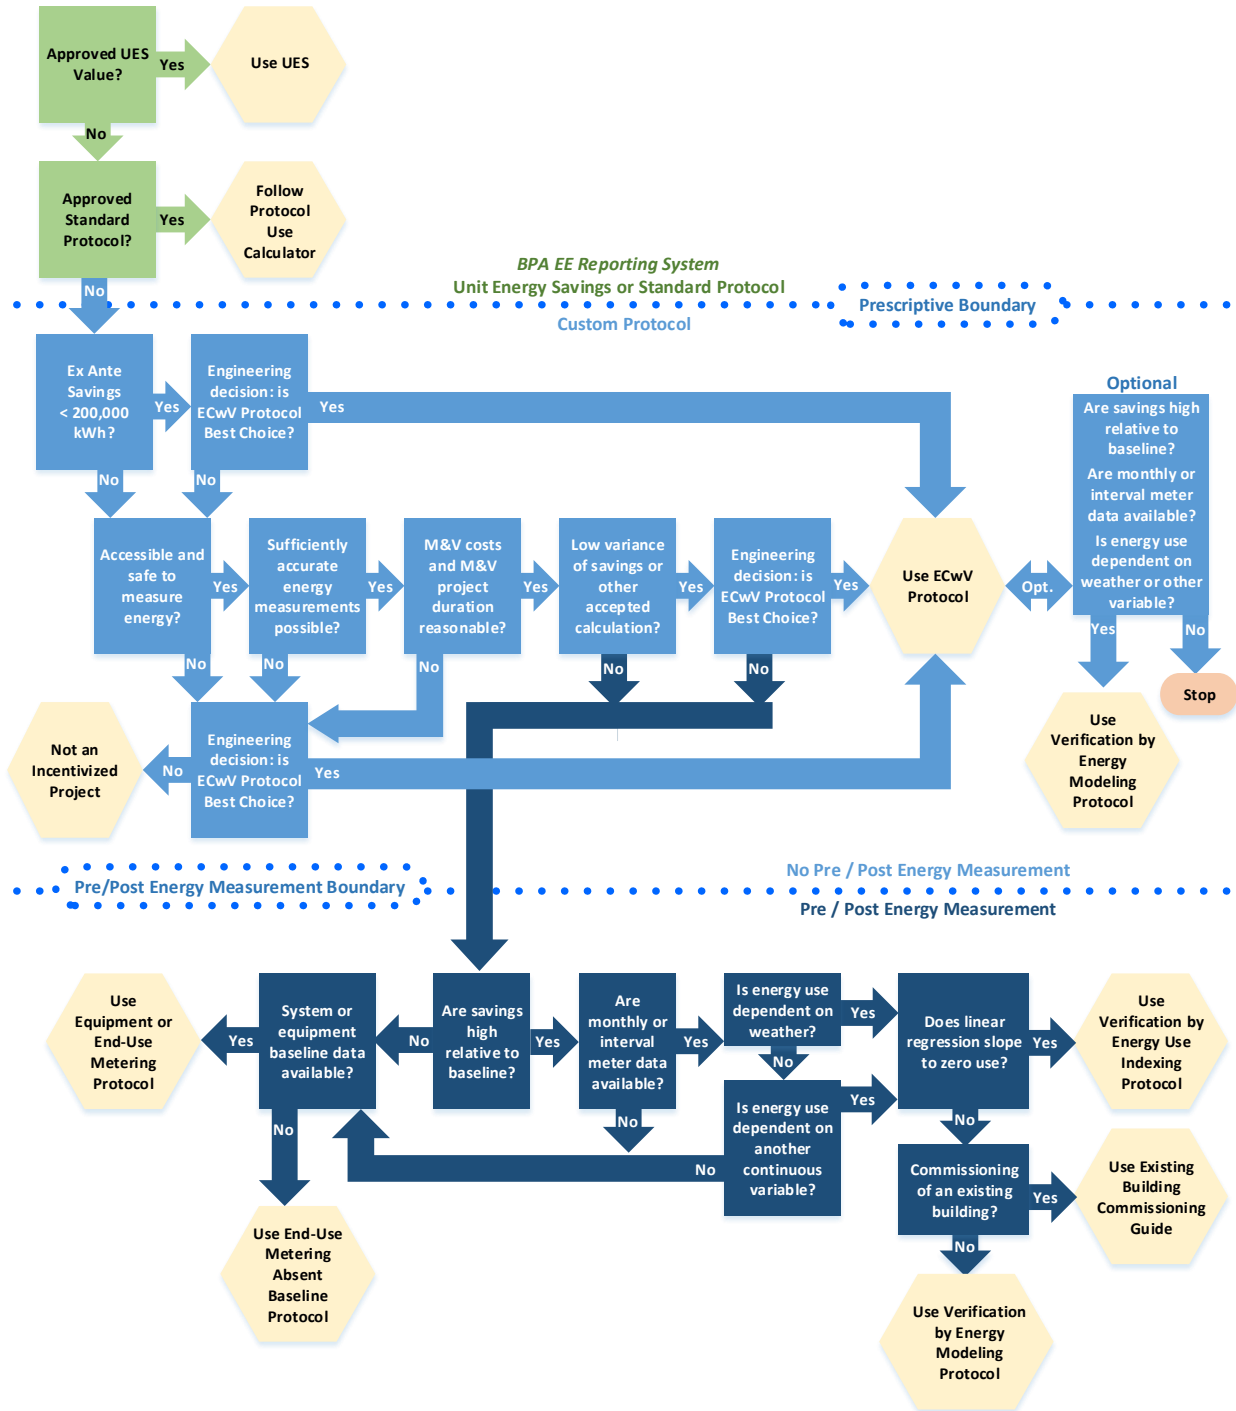 Approved UES
Value?
Yes
Use UES
No
Approved
Standard
Protocol?
Yes
Follow
Protocol
Use
Calculator
No
BPA EE Reporting System
Unit Energy Savings or Standard Protocol
Prescriptive Boundary
Custom Protocol
Ex Ante
Savings
< 200,000
kWh?
Yes
Engineering
decision: is
ECwV Protocol
Best Choice?
Yes
No
No
Optional
Are savings high
relative to
baseline?
Are monthly or
interval meter
data available?
Is energy use
dependent on
weather or other
variable?
Accessible and
safe to
measure
energy?
Yes
Sufficiently
accurate
energy
measurements
possible?
Yes
M&V costs
and M&V
project
duration
reasonable?
Yes
Low variance
of savings or
other
accepted
calculation?
Yes
Engineering
decision: is
ECwV Protocol
Best Choice?
Yes
Use ECwV
Protocol
Opt.
Yes
No
No
No
No
No
No
Stop
Use
Verification by
Energy
Modeling
Protocol
Not an
Incentivized
Project
No
Engineering
decision: is
ECwV Protocol
Best Choice?
Yes
Pre/Post Energy Measurement Boundary
No Pre / Post Energy Measurement
Pre / Post Energy Measurement
Use
Equipment or
End-Use
Metering
Protocol
Yes
System or
equipment
baseline data
available?
No
Are savings
high
relative to
baseline?
Yes
Are
monthly or
interval
meter data
available?
Yes
Is energy use
dependent on
weather?
Yes
Does linear
regression slope
to zero use?
Yes
Use
Verification by
Energy Use
Indexing
Protocol
No
No
No
No
Is energy use
dependent on
another
continuous
variable?
Yes
No
Commissioning
of an existing
building?
Yes
Use Existing
Building
Commissioning
Guide
No
Use End-Use
Metering
Absent
Baseline
Protocol
Use Verification
by Energy
Modeling
Protocol